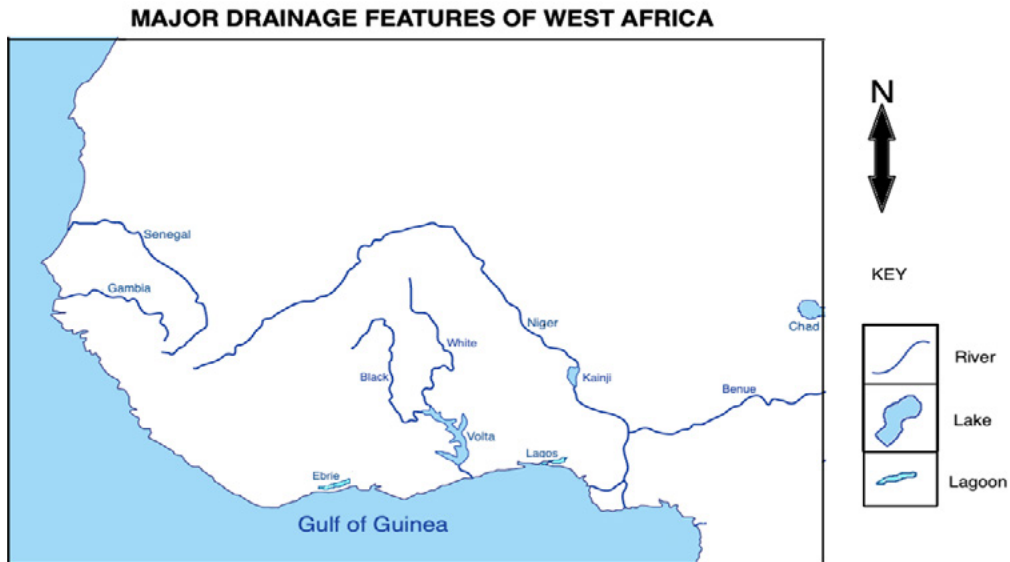 MAJOR DRAINAGE FEATURES OF WEST AFRICA
N
Senegal
KEY
Gambia
Niger
Chad
White
River
Black
Kainji
Benue
Volta
Lake
Lagos
Ebrie
Lagoon
Gulf of Guinea